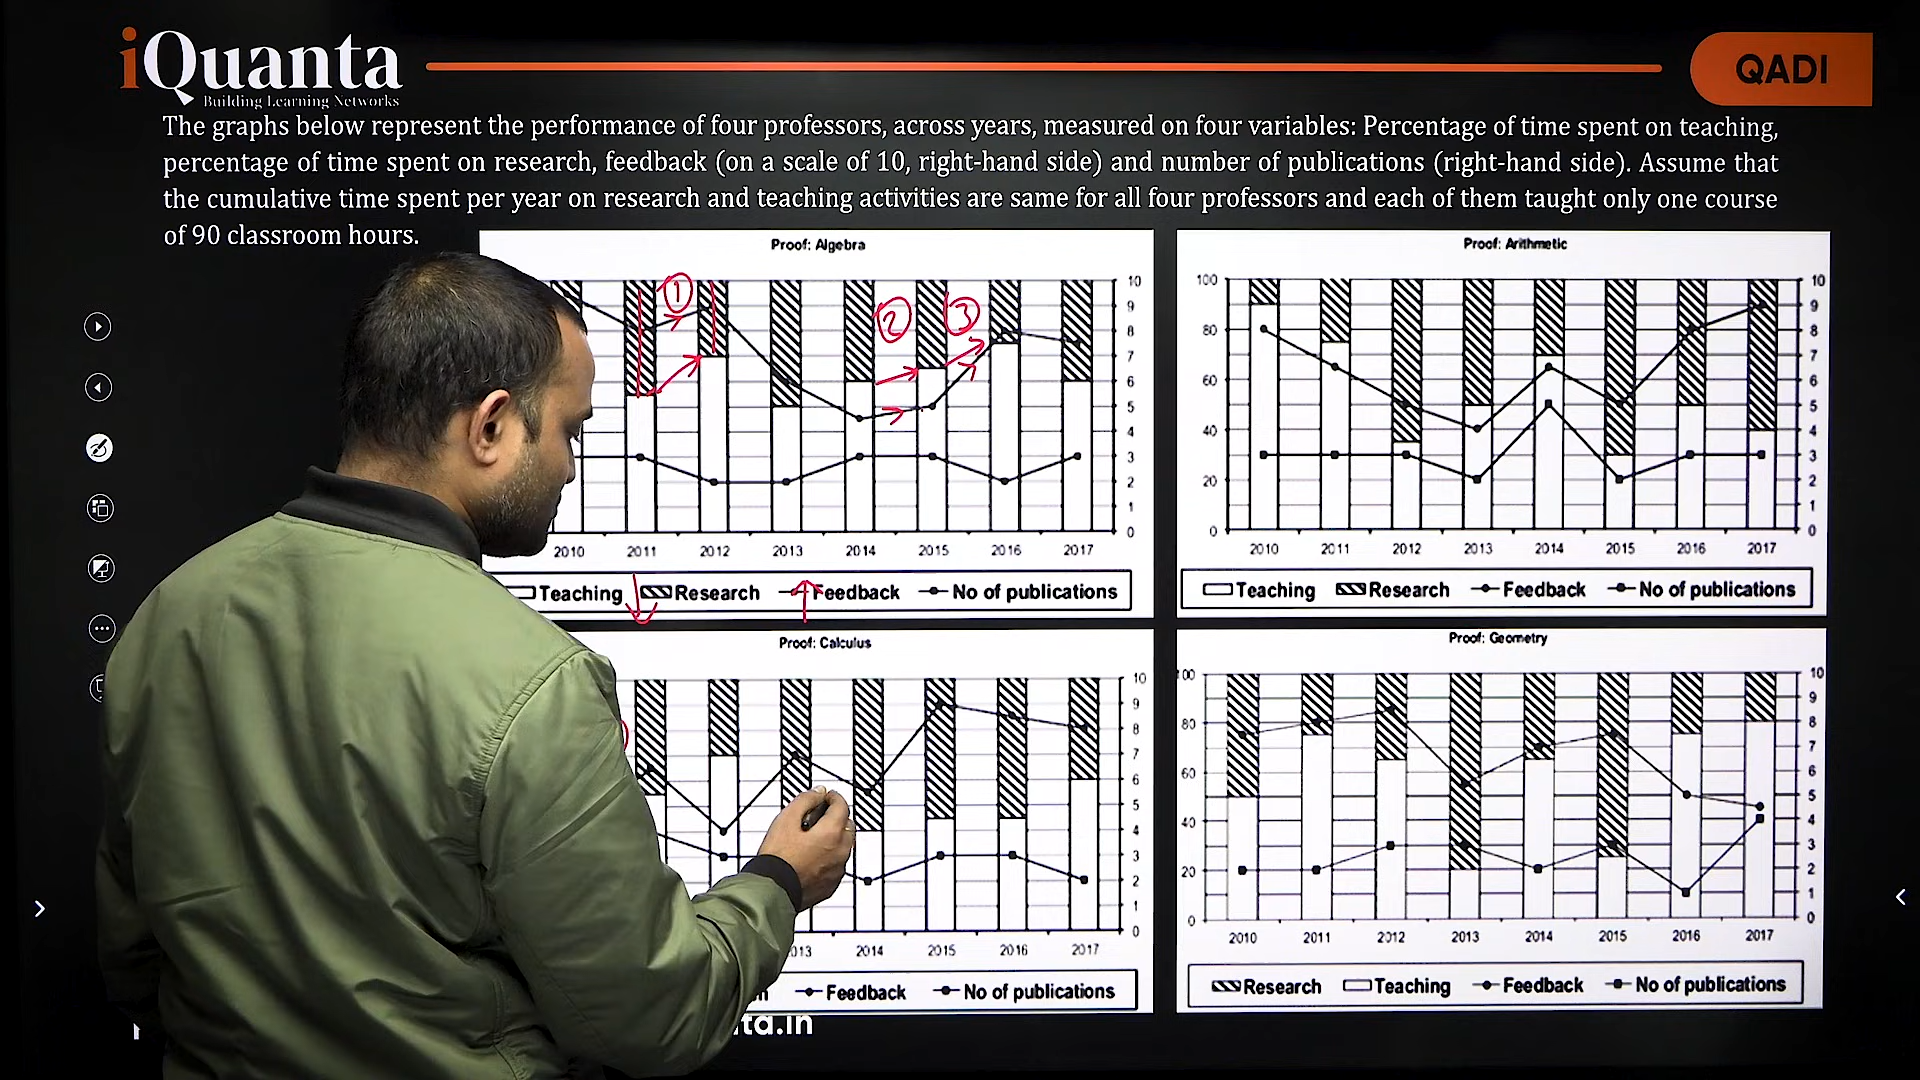 iQuanta
Building Learning Networks
QADI
The graphs below represent the performance of four professors, across years, measured on four variables: Percentage of time spent on teaching,
percentage of time spent on research, feedback (on a scale of 10, right-hand side) and number of publications (right-hand side). Assume that
the cumulative time spent per year on research and teaching activities are same for all four professors and each of them taught only one course
of 90 classroom hours.
Proof: Algebra
① ② ③
10
9
8
7
6
5
4
3
2
1
0
2010 2011 2012 2013 2014 2015 2016 2017
Teaching Research Feedback No of publications
Proof: Arithmetic
100 10
9
80 8
7
60 6
5
40 4
3
20 2
1
0 0
2010 2011 2012 2013 2014 2015 2016 2017
Teaching Research Feedback No of publications
Proof: Calculus
10
9
8
7
6
5
4
3
2
1
0
013 2014 2015 2016 2017
Feedback No of publications
Proof: Geometry
00 10
9
80 8
7
60 6
5
40 4
3
20 2
1
0 0
2010 2011 2012 2013 2014 2015 2016 2017
Research Teaching Feedback No of publications
ta.in